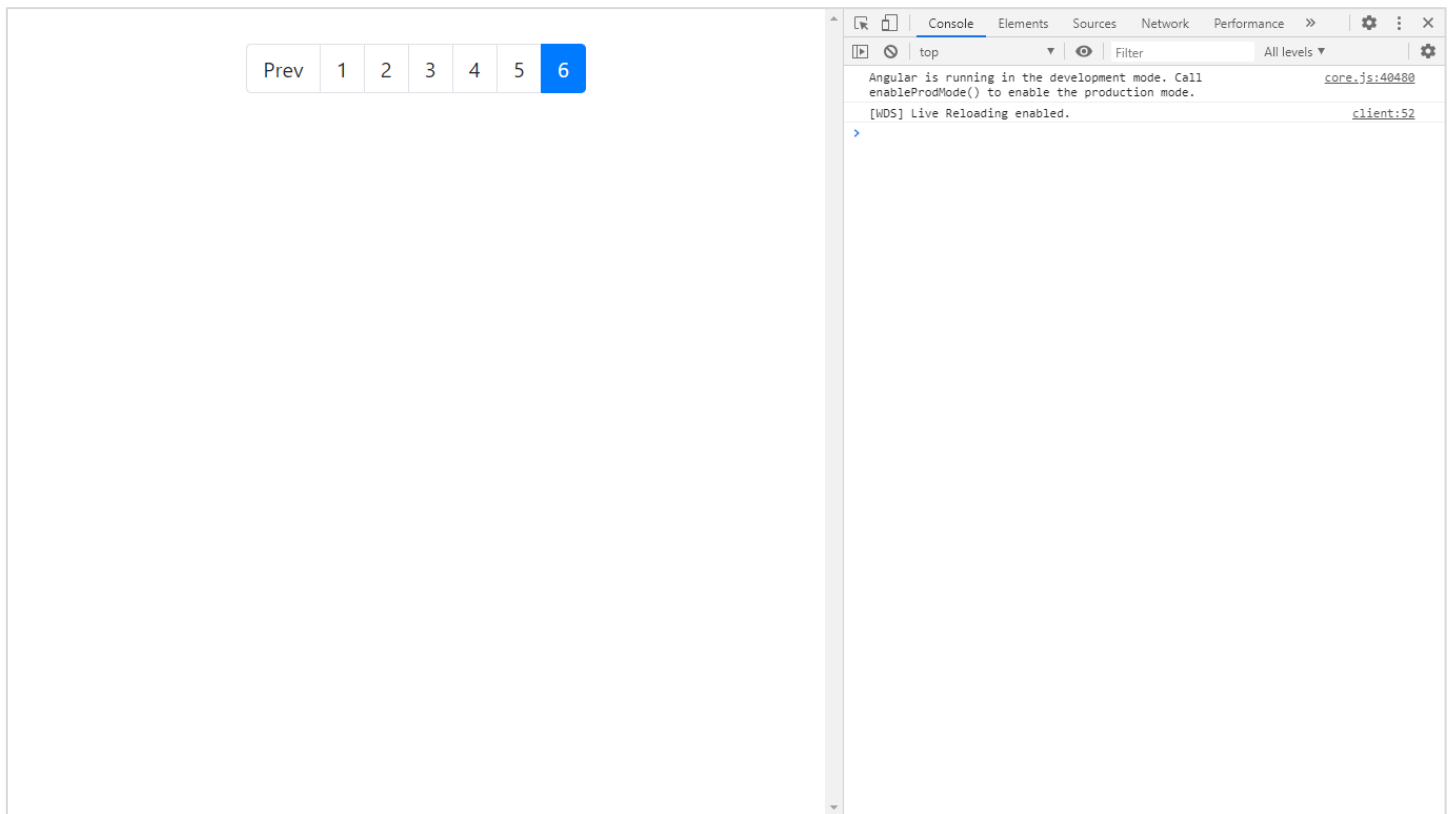 Prev 1 2 3 4 5 6
Console Elements Sources Network Performance »
top ▼ Filter All levels ▼
Angular is running in the development mode. Call core.js:40480
enableProdMode() to enable the production mode.
[WDS] Live Reloading enabled. client:52
>